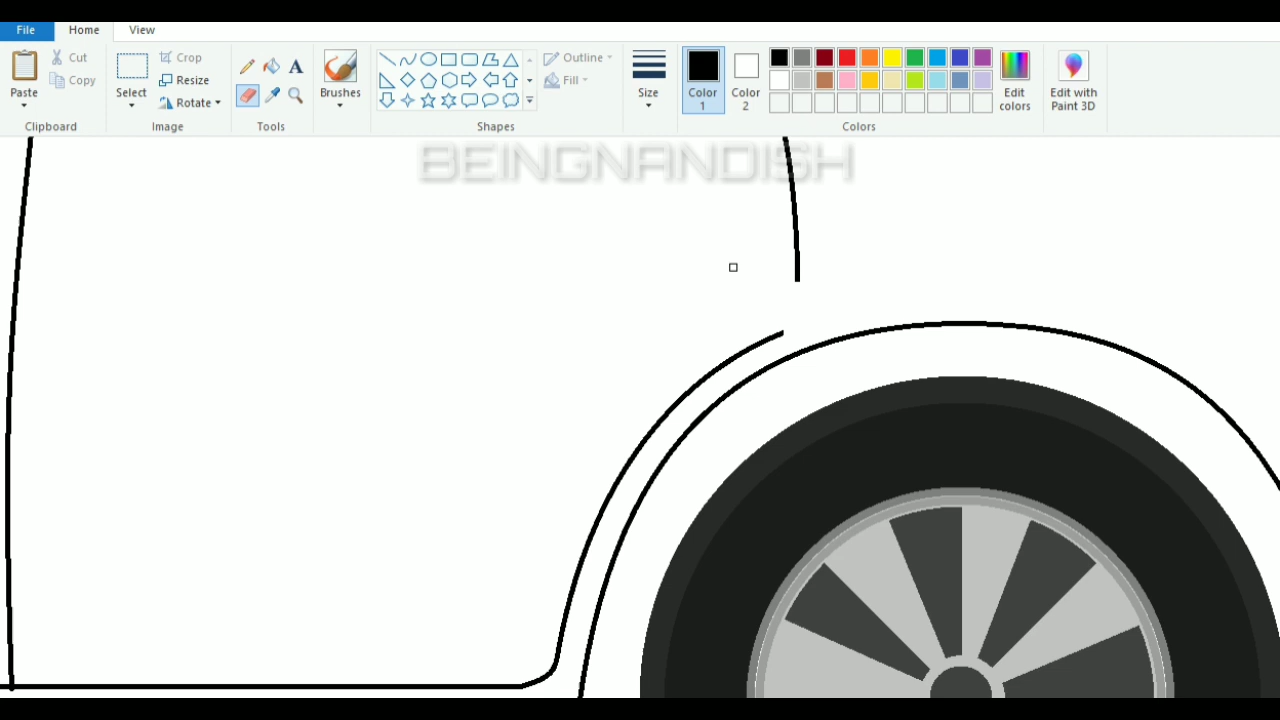 File Home View
Paste
Cut
Copy
Clipboard
Select
Crop
Resize
Rotate
Image
A
Tools
Brushes
Outline
Fill
Shapes
Size
Color
1
Color
2
Edit
colors
Colors
Edit with
Paint 3D
BEINGNANDISH